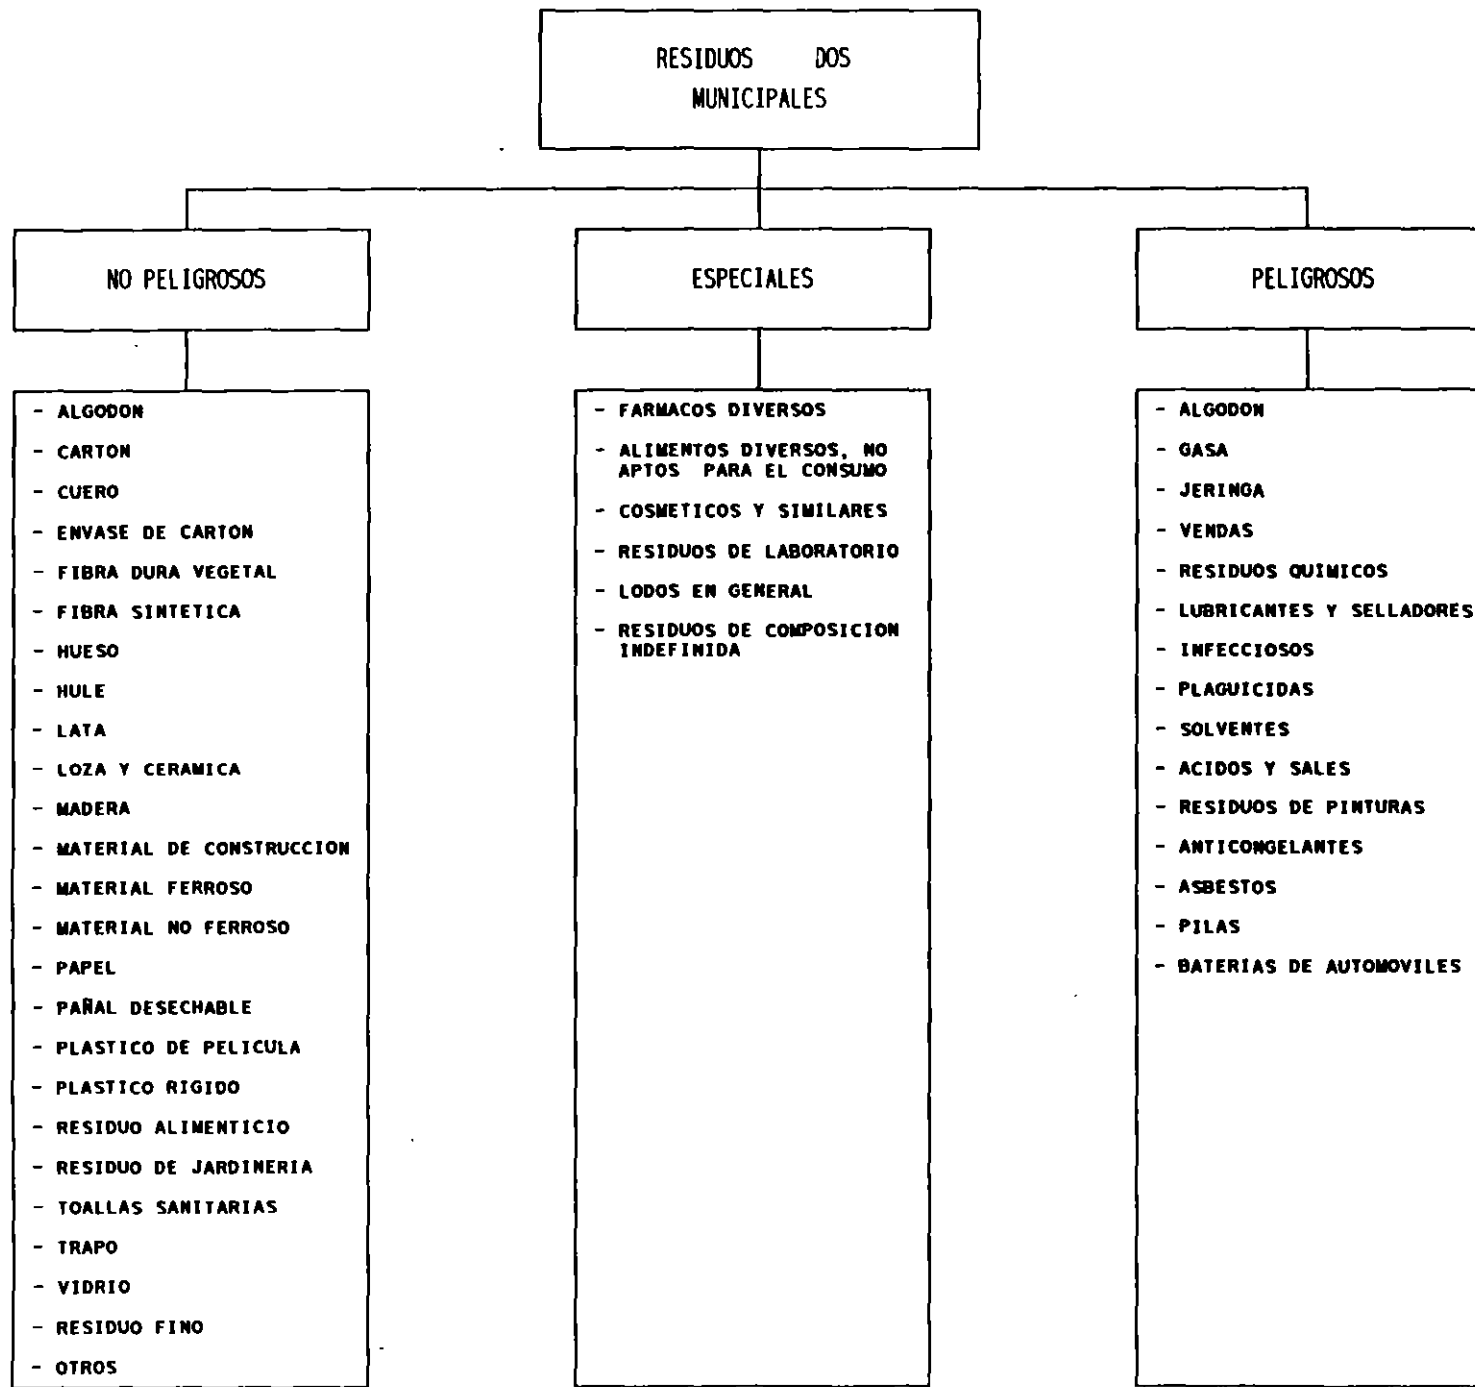 RESIDUOS DOS
MUNICIPALES
NO PELIGROSOS
- ALGODON
- CARTON
- CUERO
- ENVASE DE CARTON
- FIBRA DURA VEGETAL
- FIBRA SINTETICA
- HUESO
- HULE
- LATA
- LOZA Y CERAMICA
- MADERA
- MATERIAL DE CONSTRUCCION
- MATERIAL FERROSO
- MATERIAL NO FERROSO
- PAPEL
- PAÑAL DESECHABLE
- PLASTICO DE PELICULA
- PLASTICO RIGIDO
- RESIDUO ALIMENTICIO
- RESIDUO DE JARDINERIA
- TOALLAS SANITARIAS
- TRAPO
- VIDRIO
- RESIDUO FINO
- OTROS
ESPECIALES
- FARMACOS DIVERSOS
- ALIMENTOS DIVERSOS, NO
APTOS PARA EL CONSUMO
- COSMETICOS Y SIMILARES
- RESIDUOS DE LABORATORIO
- LODOS EN GENERAL
- RESIDUOS DE COMPOSICION
INDEFINIDA
PELIGROSOS
- ALGODON
- GASA
- JERINGA
- VENDAS
- RESIDUOS QUIMICOS
- LUBRICANTES Y SELLADORES
- INFECCIOSOS
- PLAGUICIDAS
- SOLVENTES
- ACIDOS Y SALES
- RESIDUOS DE PINTURAS
- ANTICONGELANTES
- ASBESTOS
- PILAS
- BATERIAS DE AUTOMOVILES